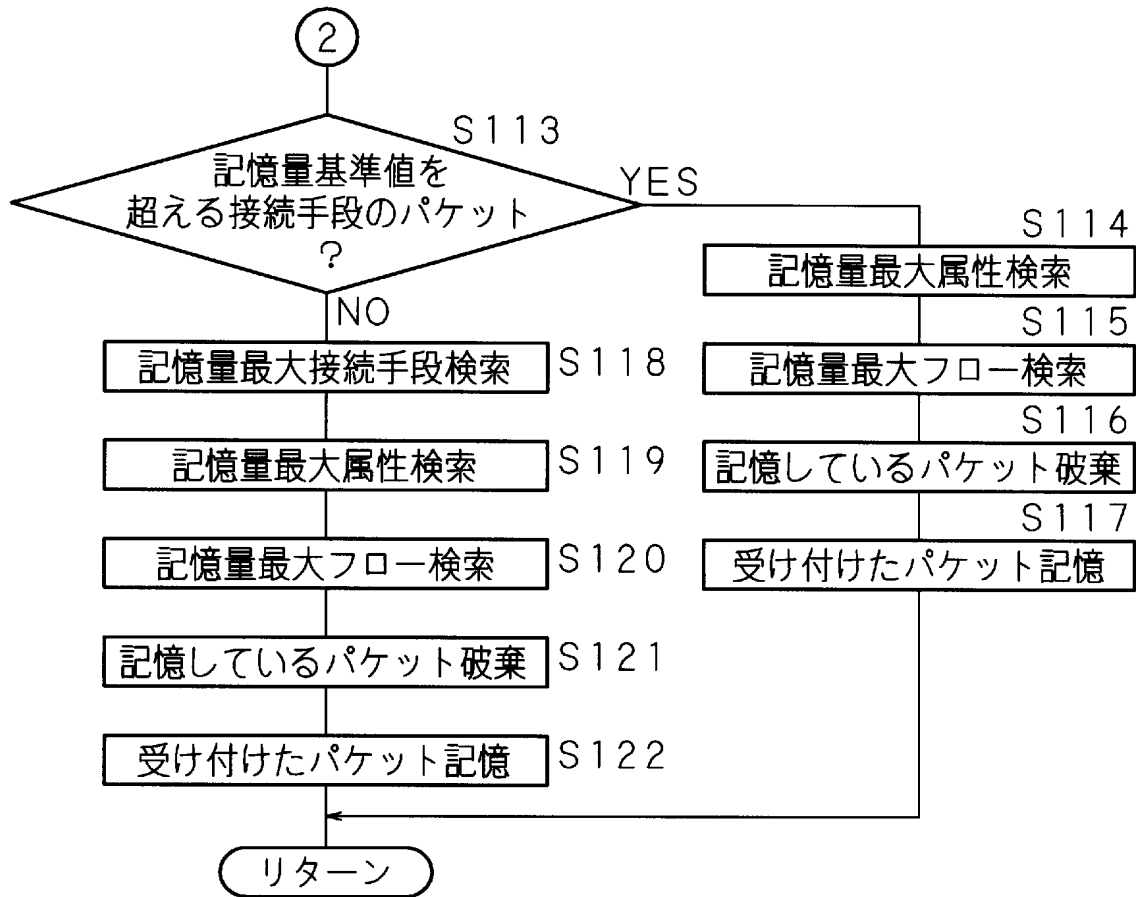 2
S113
記憶量基準値を
超える接続手段のパケット
?
YES
NO
S114
記憶量最大属性検索
S115
記憶量最大フロー検索
S116
記憶しているパケット破棄
S117
受け付けたパケット記憶
記憶量最大接続手段検索 S118
記憶量最大属性検索 S119
記憶量最大フロー検索 S120
記憶しているパケット破棄 S121
受け付けたパケット記憶 S122
リターン